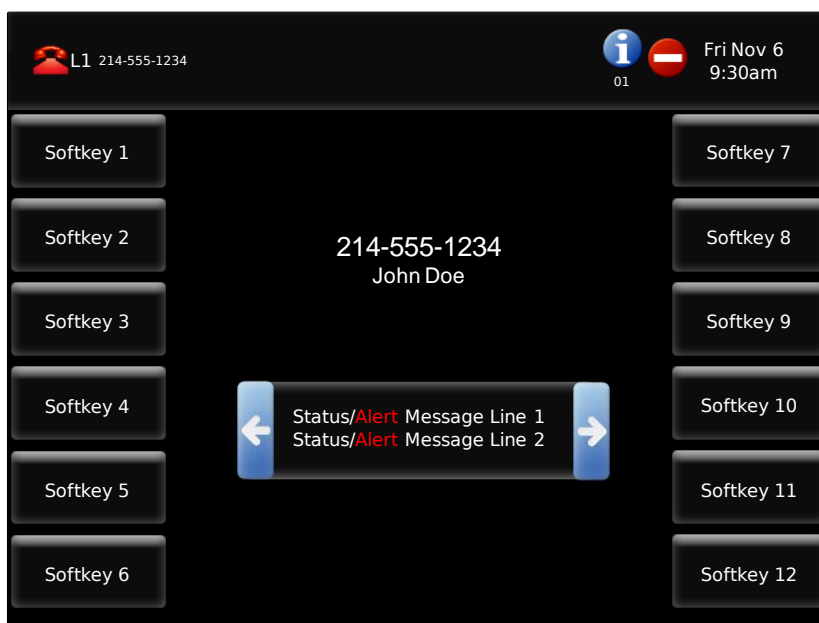 L1 214-555-1234
01
Fri Nov 6
9:30am
Softkey 1
Softkey 2
Softkey 3
Softkey 4
Softkey 5
Softkey 6
214-555-1234
John Doe
Status/Alert Message Line 1
Status/Alert Message Line 2
Softkey 7
Softkey 8
Softkey 9
Softkey 10
Softkey 11
Softkey 12